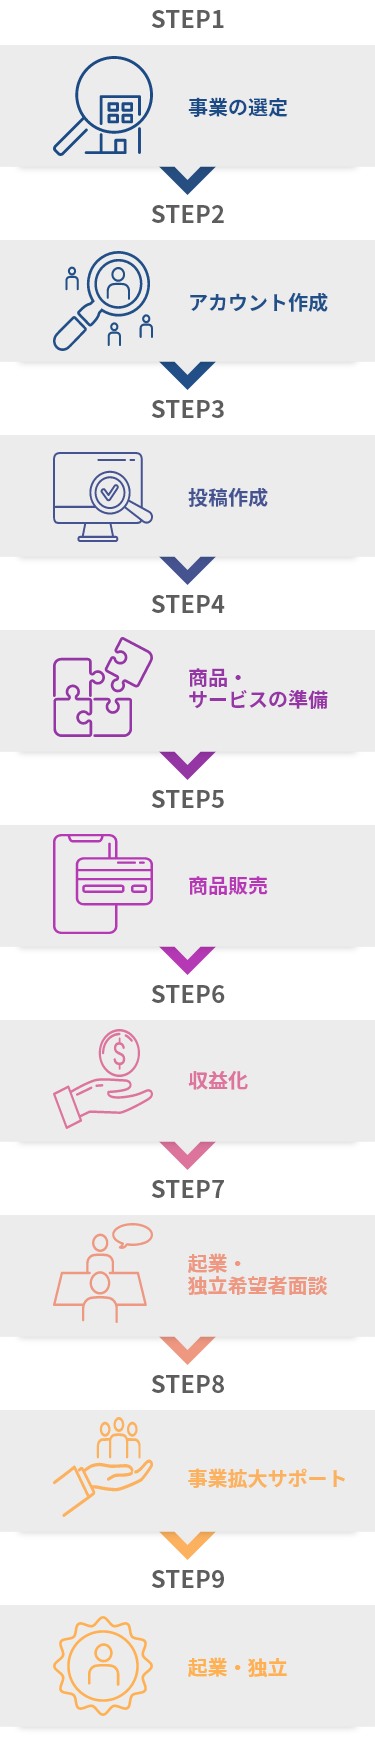 STEP1
事業の選定
STEP2
アカウント作成
STEP3
投稿作成
STEP4
商品・
サービスの準備
STEP5
商品販売
STEP6
$
収益化
STEP7
起業・
独立希望者面談
STEP8
事業拡大サポート
STEP9
起業・独立